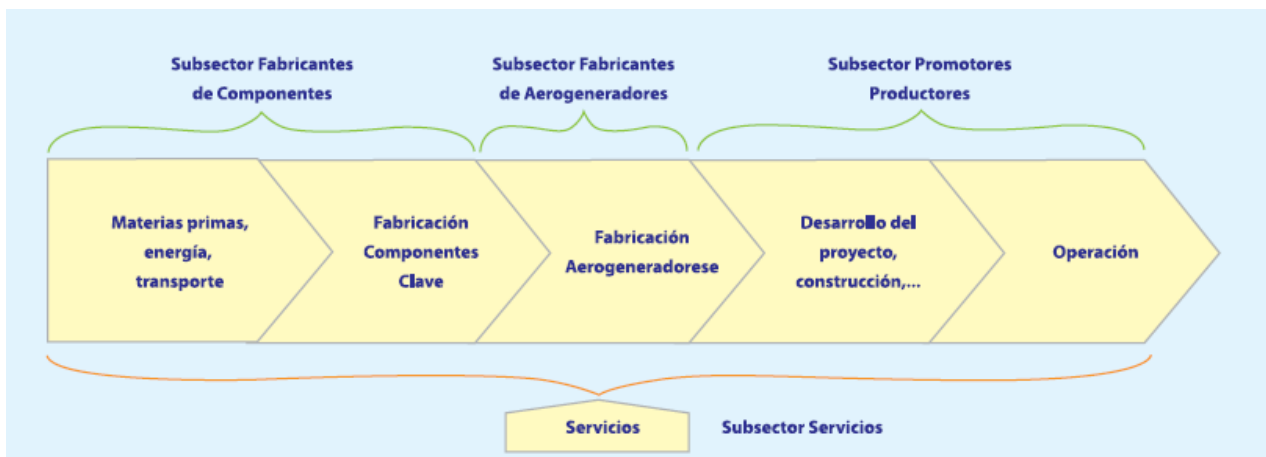 Subsector Fabricantes
de Componentes
Subsector Fabricantes
de Aerogeneradores
Subsector Promotores
Productores
Materias primas,
energía,
transporte
Fabricación
Componentes
Clave
Fabricación
Aerogeneradorese
Desarrollo del
proyecto,
construcción,...
Operación
Servicios
Subsector Servicios